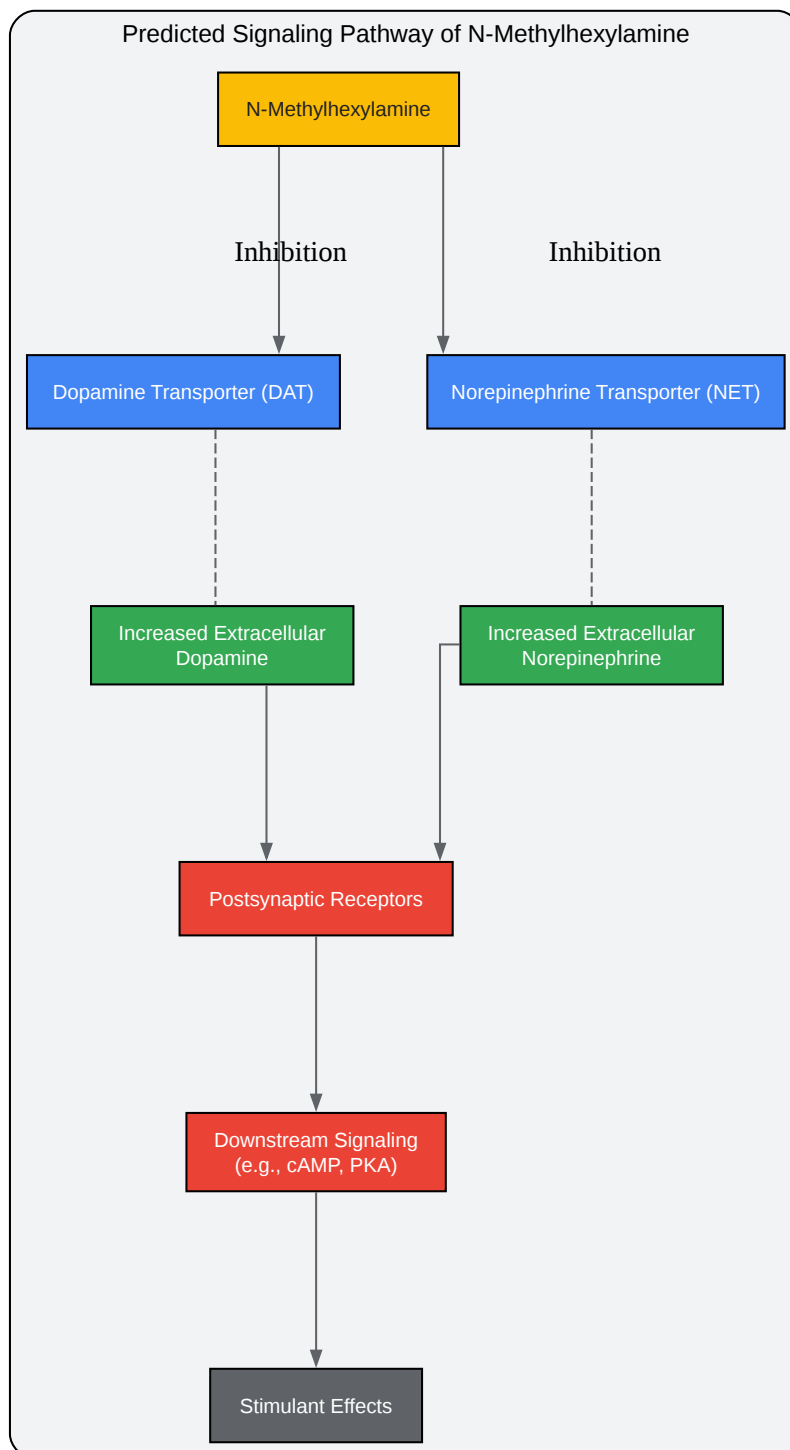 Predicted Signaling Pathway of N-Methylhexylamine
N-Methylhexylamine
Inhibition
Inhibition
Dopamine Transporter (DAT)
Norepinephrine Transporter (NET)
Increased Extracellular
Dopamine
Increased Extracellular
Norepinephrine
Postsynaptic Receptors
Downstream Signaling
(e.g., cAMP, PKA)
Stimulant Effects